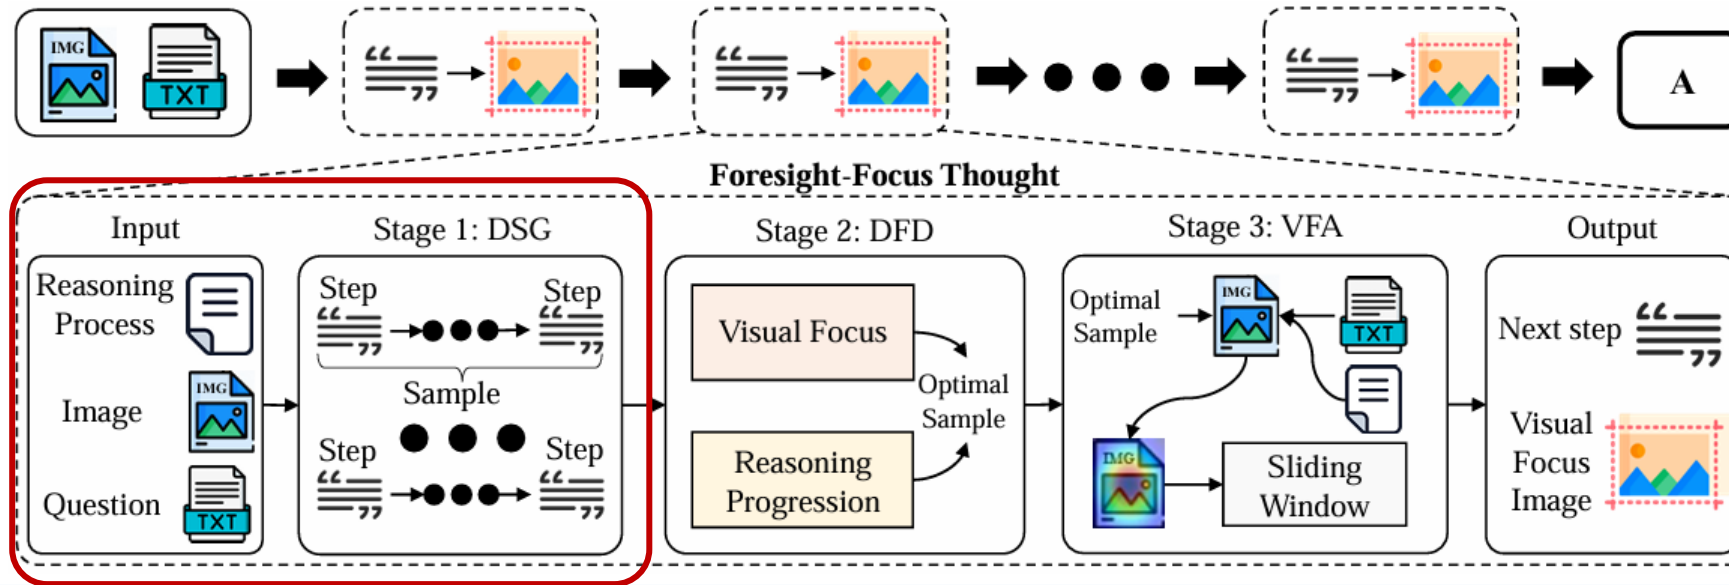 IMG
TXT
A
Foresight-Focus Thought
Input
Reasoning
Process
Image
IMG
Question
TXT
Stage 1: DSG
Step
Step
Sample
Step
Step
Stage 2: DFD
Visual Focus
Reasoning
Progression
Optimal
Sample
Stage 3: VFA
Optimal
Sample
IMG
TXT
IMG
Sliding
Window
Output
Next step
Visual
Focus
Image